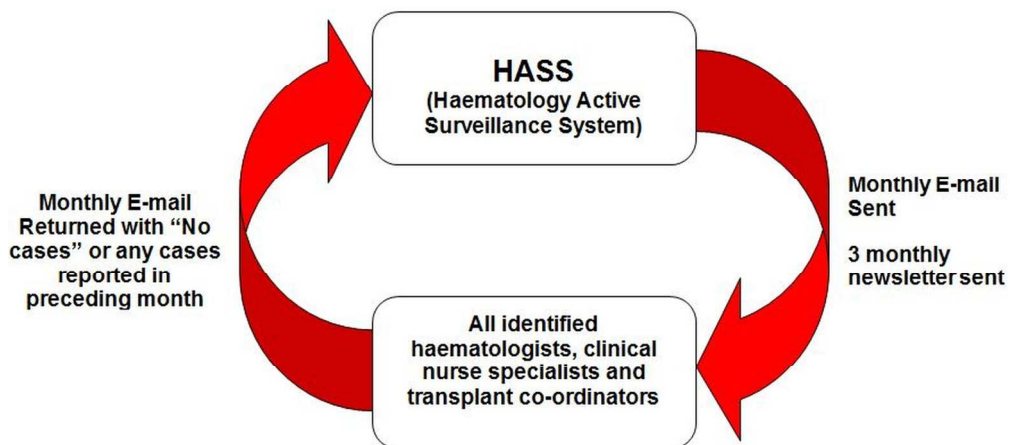 HASS
(Haematology Active
Surveillance System)
Monthly E-mail
Sent
3 monthly
newsletter sent
All identified
haematologists, clinical
nurse specialists and
transplant co-ordinators
Monthly E-mail
Returned with “No
cases” or any cases
reported in
preceding month